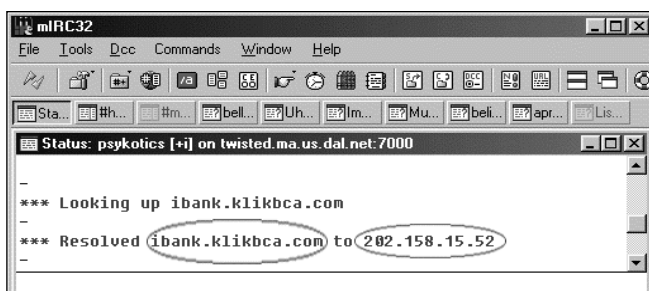 mIRC32
File Tools Dcc Commands Window Help
Sta... #h... #m... bell... Uh... Im... Mu... beli... apr... Lis...
Status: psykotics [+i] on twisted.ma.us.dal.net:7000
-
*** Looking up ibank.klikbca.com
-
*** Resolved ibank.klikbca.com to 202.158.15.52
-